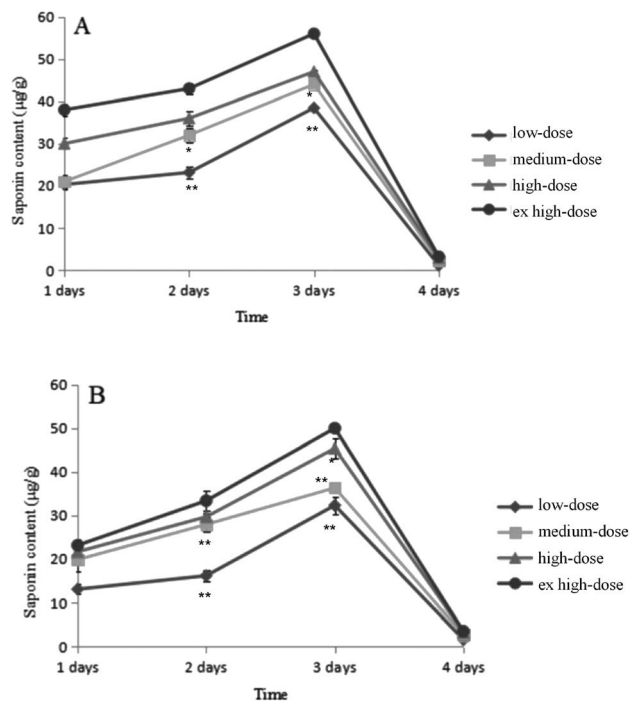 A
Saponin content (µg/g)
60
50
40
30
20
10
0
*
**
*
**
1 days 2 days 3 days 4 days
Time
low-dose
medium-dose
high-dose
ex high-dose
B
Saponin content (µg/g)
60
50
40
30
20
10
0
**
**
*
**
**
1 days 2 days 3 days 4 days
Time
low-dose
medium-dose
high-dose
ex high-dose